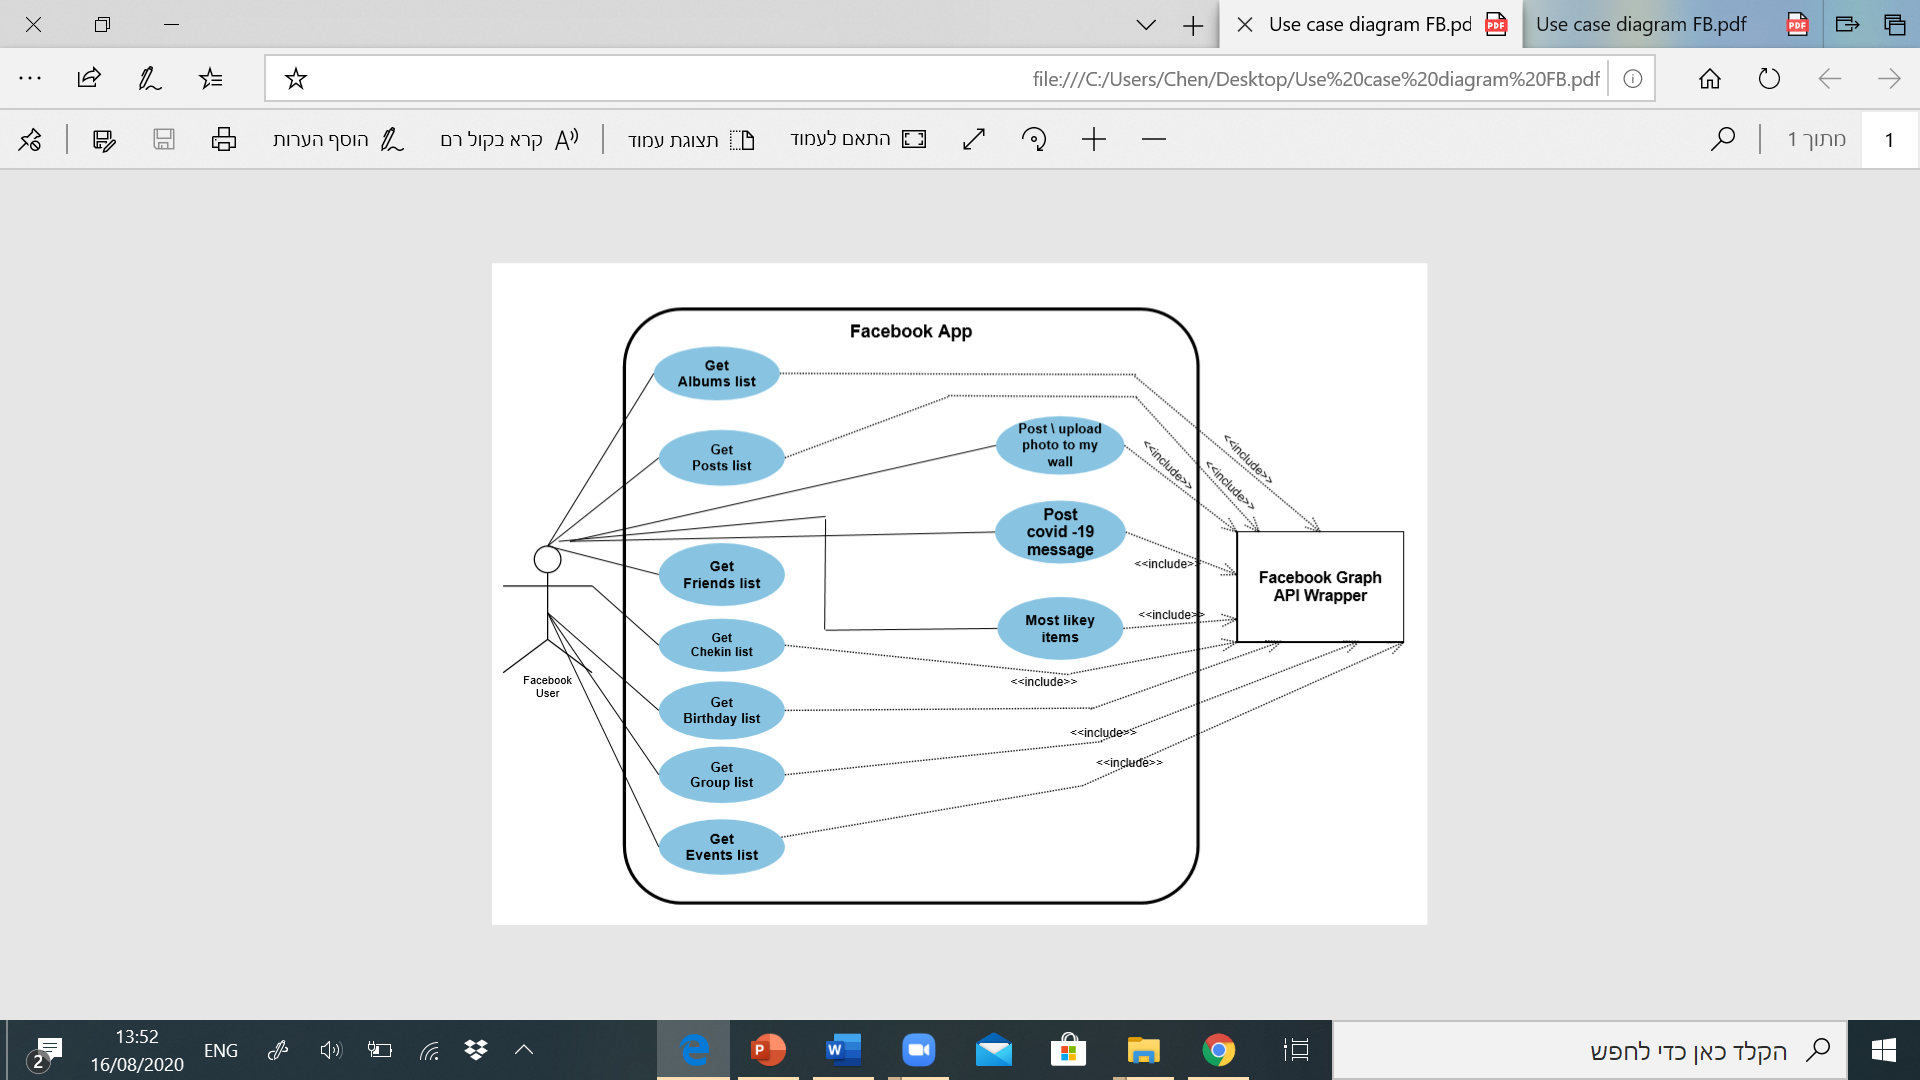 Use case diagram FB.pd
Use case diagram FB.pdf
file:///C:/Users/Chen/Desktop/Use%20case%20diagram%20FB.pdf
הוסף הערות
קרא בקול רם
תצוגת עמוד
התאם לעמוד
מתוך 1
1
Facebook App
Get
Albums list
Get
Posts list
Post \ upload
photo to my
wall
<<include>>
<<include>>
<<include>>
Post
covid -19
message
<<include>>
Get
Friends list
Facebook Graph
API Wrapper
Most likey
items
<<include>>
Get
Chekin list
<<include>>
Facebook
User
Get
Birthday list
<<include>>
Get
Group list
<<include>>
Get
Events list
2
13:52
16/08/2020
ENG
הקלד כאן כדי לחפש